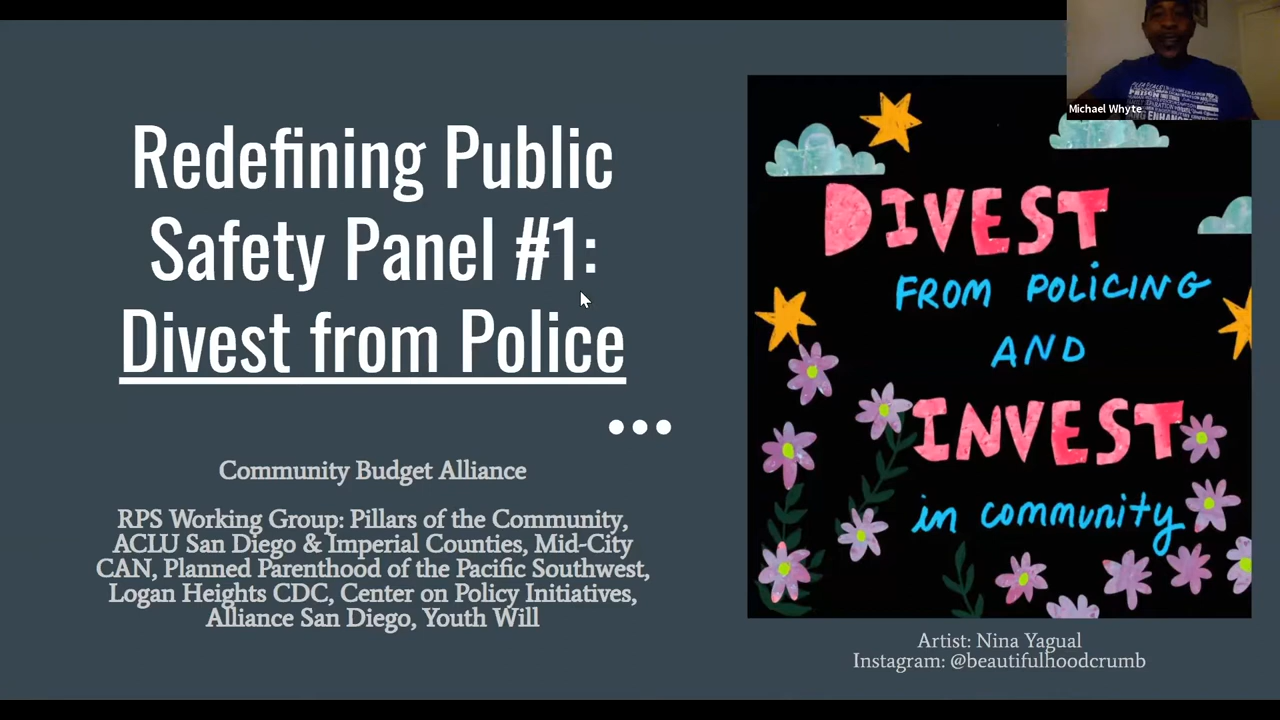 Redefining Public
Safety Panel #1:
Divest from Police
Community Budget Alliance
RPS Working Group: Pillars of the Community,
ACLU San Diego & Imperial Counties, Mid-City
CAN, Planned Parenthood of the Pacific Southwest,
Logan Heights CDC, Center on Policy Initiatives,
Alliance San Diego, Youth Will
Michael Whyte
DIVEST
FROM POLICING
AND
INVEST
in community
Artist: Nina Yagual
Instagram: @beautifulhoodcrumb